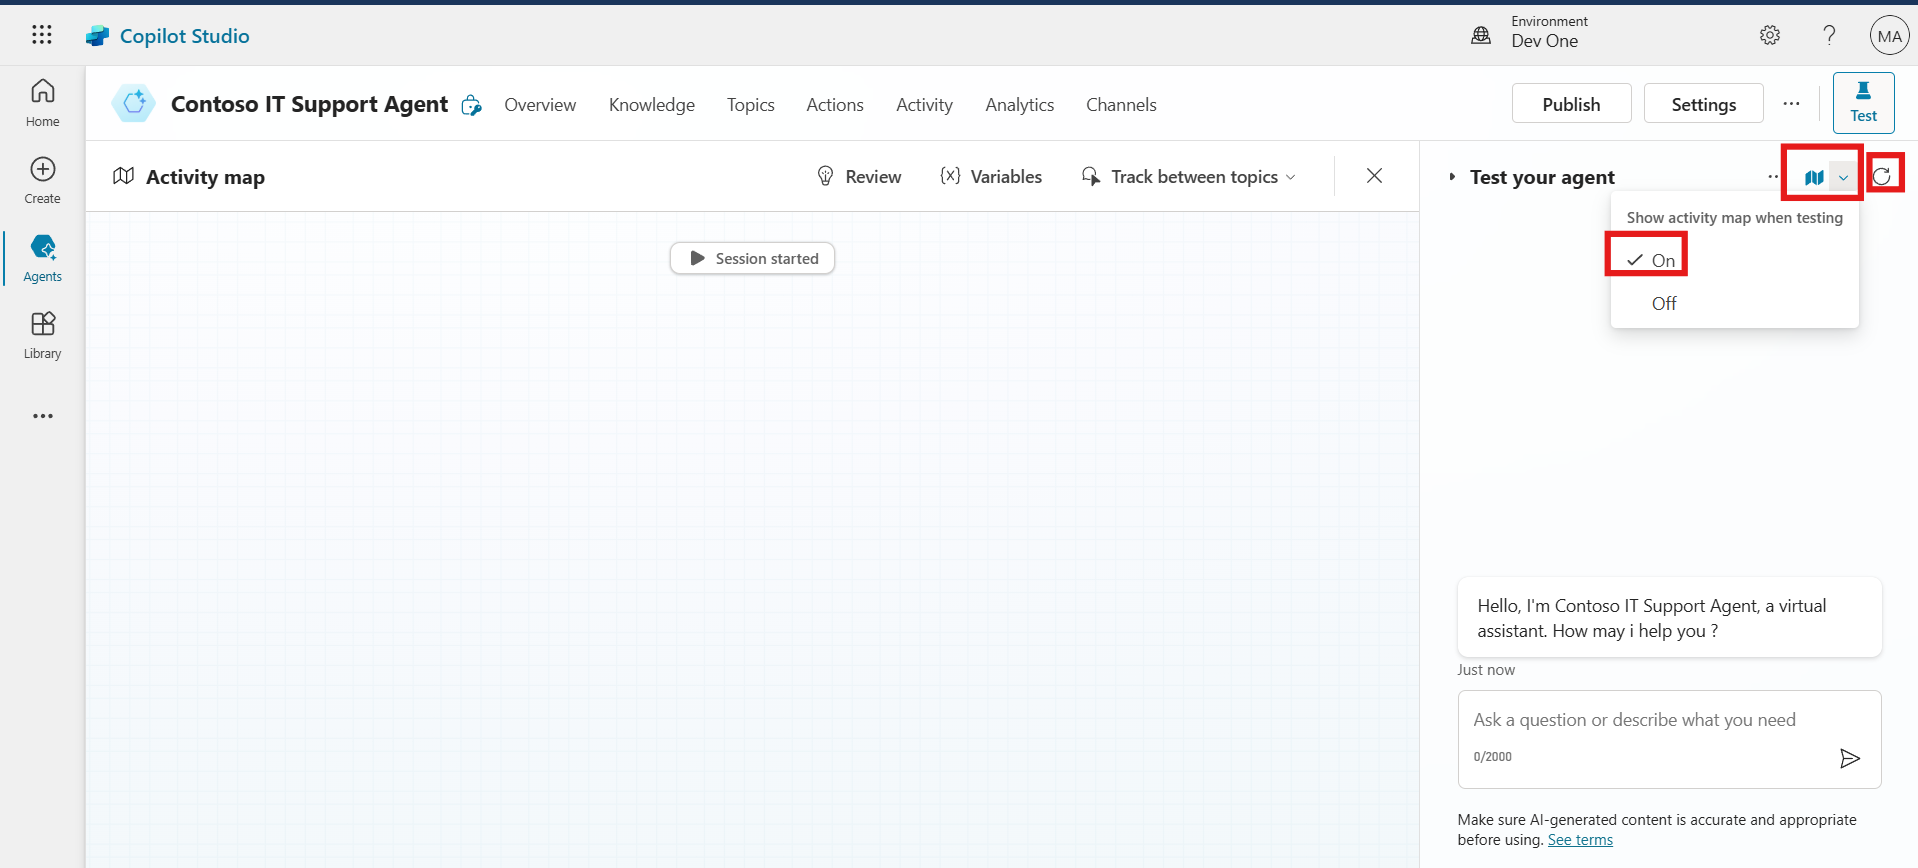 Copilot Studio
Environment
Dev One
MA
Home
Create
Agents
Library
Contoso IT Support Agent
Overview
Knowledge
Topics
Actions
Activity
Analytics
Channels
Publish
Settings
Test
Activity map
Review
{x} Variables
Track between topics
Session started
Test your agent
Show activity map when testing
On
Off
Hello, I'm Contoso IT Support Agent, a virtual
assistant. How may i help you ?
Just now
Ask a question or describe what you need
0/2000
Make sure AI-generated content is accurate and appropriate
before using. See terms